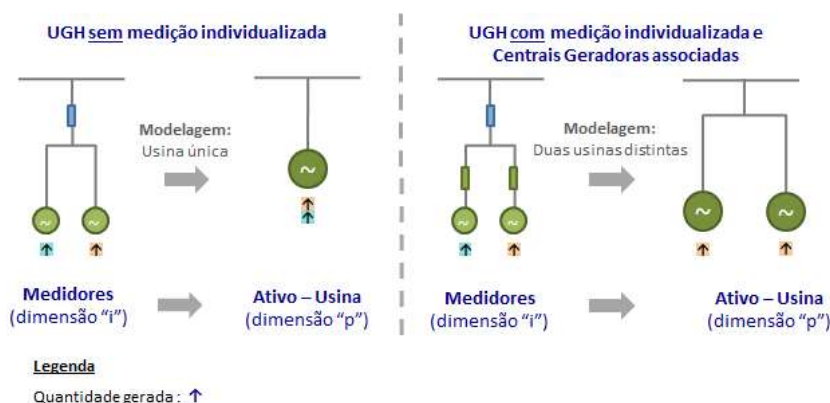 UGH sem medição individualizada
Modelagem:
Usina única
~
~
~
Medidores
(dimensão “i”)
Ativo – Usina
(dimensão “p”)
UGH com medição individualizada e
Centrais Geradoras associadas
Modelagem:
Duas usinas distintas
~
~
~
~
Medidores
(dimensão “i”)
Ativo – Usina
(dimensão “p”)
Legenda
Quantidade gerada : ↑